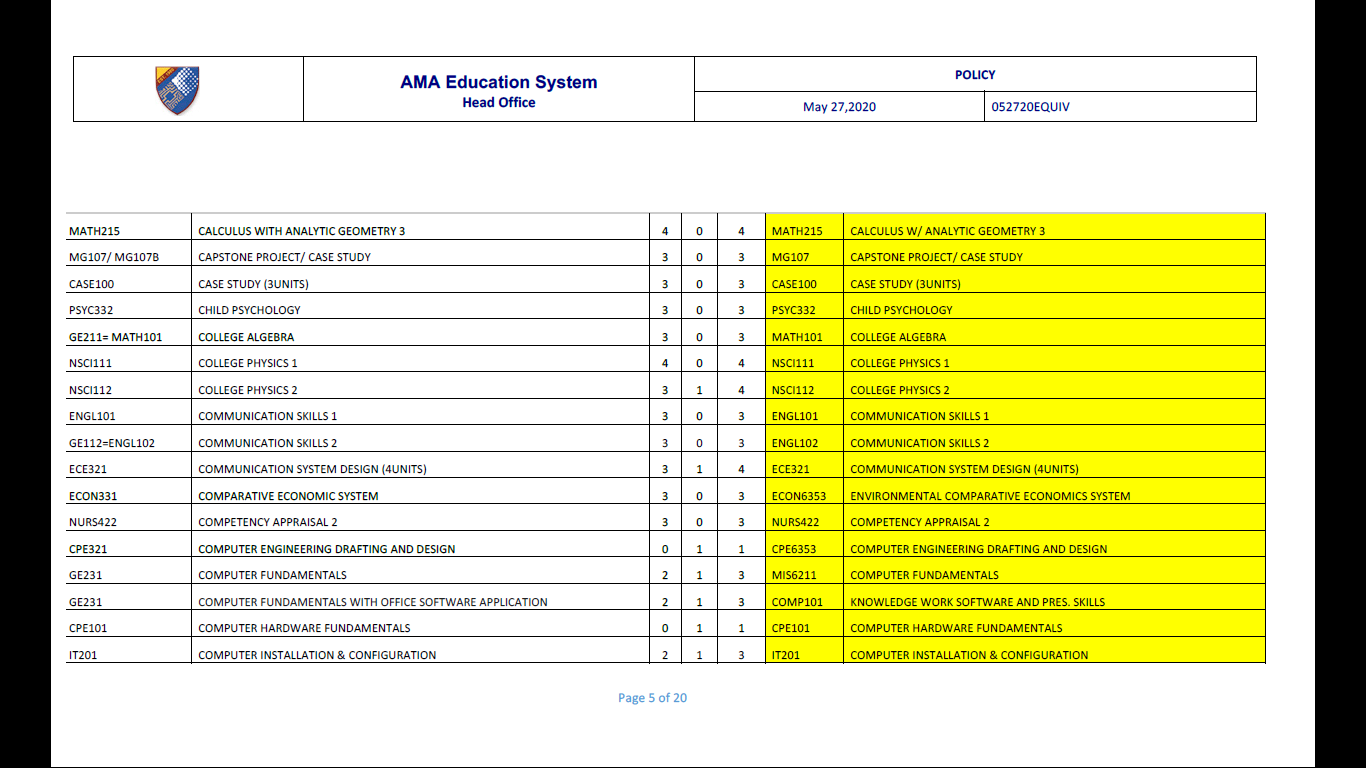 AMA Education System
Head Office
POLICY
May 27,2020 052720EQUIV
MATH215 CALCULUS WITH ANALYTIC GEOMETRY 3 4 0 4 MATH215 CALCULUS W/ ANALYTIC GEOMETRY 3
MG107/ MG107B CAPSTONE PROJECT/ CASE STUDY 3 0 3 MG107 CAPSTONE PROJECT/ CASE STUDY
CASE100 CASE STUDY (3UNITS) 3 0 3 CASE100 CASE STUDY (3UNITS)
PSYC332 CHILD PSYCHOLOGY 3 0 3 PSYC332 CHILD PSYCHOLOGY
GE211= MATH101 COLLEGE ALGEBRA 3 0 3 MATH101 COLLEGE ALGEBRA
NSCI111 COLLEGE PHYSICS 1 4 0 4 NSCI111 COLLEGE PHYSICS 1
NSCI112 COLLEGE PHYSICS 2 3 1 4 NSCI112 COLLEGE PHYSICS 2
ENGL101 COMMUNICATION SKILLS 1 3 0 3 ENGL101 COMMUNICATION SKILLS 1
GE112=ENGL102 COMMUNICATION SKILLS 2 3 0 3 ENGL102 COMMUNICATION SKILLS 2
ECE321 COMMUNICATION SYSTEM DESIGN (4UNITS) 3 1 4 ECE321 COMMUNICATION SYSTEM DESIGN (4UNITS)
ECON331 COMPARATIVE ECONOMIC SYSTEM 3 0 3 ECON6353 ENVIRONMENTAL COMPARATIVE ECONOMICS SYSTEM
NURS422 COMPETENCY APPRAISAL 2 3 0 3 NURS422 COMPETENCY APPRAISAL 2
CPE321 COMPUTER ENGINEERING DRAFTING AND DESIGN 0 1 1 CPE6353 COMPUTER ENGINEERING DRAFTING AND DESIGN
GE231 COMPUTER FUNDAMENTALS 2 1 3 MIS6211 COMPUTER FUNDAMENTALS
GE231 COMPUTER FUNDAMENTALS WITH OFFICE SOFTWARE APPLICATION 2 1 3 COMP101 KNOWLEDGE WORK SOFTWARE AND PRES. SKILLS
CPE101 COMPUTER HARDWARE FUNDAMENTALS 0 1 1 CPE101 COMPUTER HARDWARE FUNDAMENTALS
IT201 COMPUTER INSTALLATION & CONFIGURATION 2 1 3 IT201 COMPUTER INSTALLATION & CONFIGURATION
Page 5 of 20